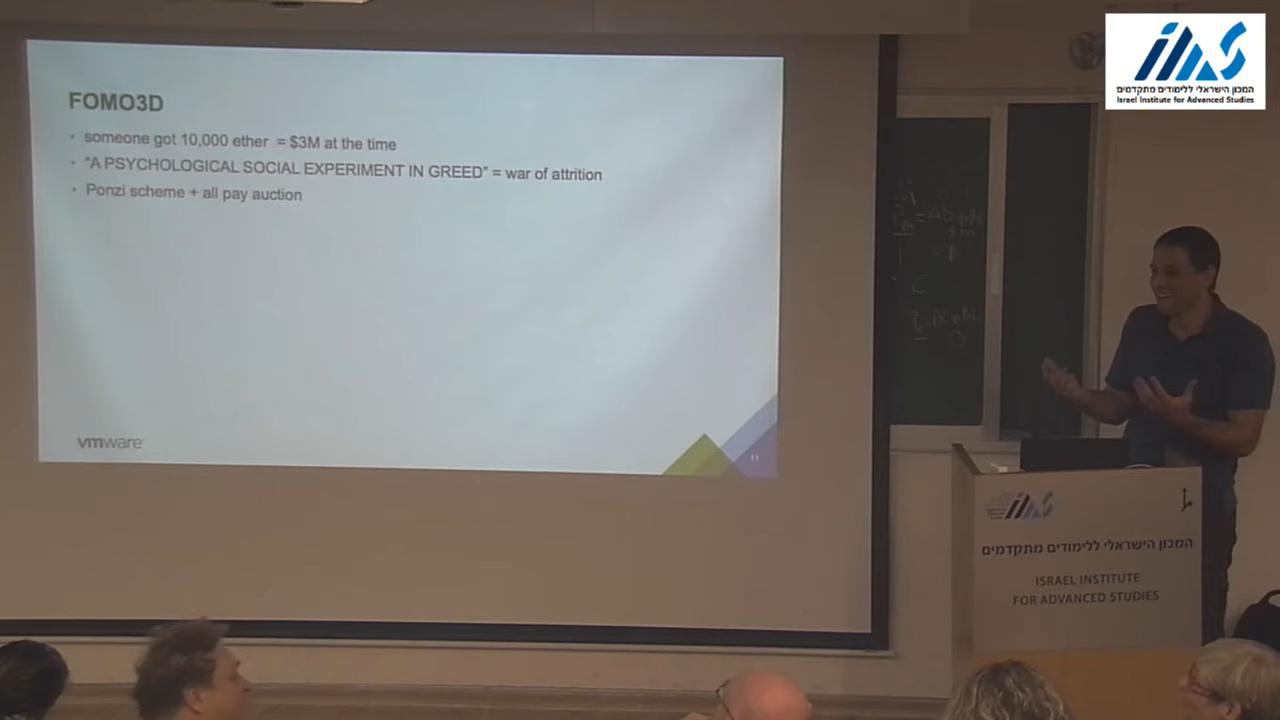 FOMO3D
• someone got 10,000 ether = $3M at the time
• "A PSYCHOLOGICAL SOCIAL EXPERIMENT IN GREED" = war of attrition
• Ponzi scheme + all pay auction
vmware
11
המכון הישראלי ללימודים מתקדמים
Israel Institute for Advanced Studies
המכון הישראלי ללימודים מתקדמים
ISRAEL INSTITUTE
FOR ADVANCED STUDIES